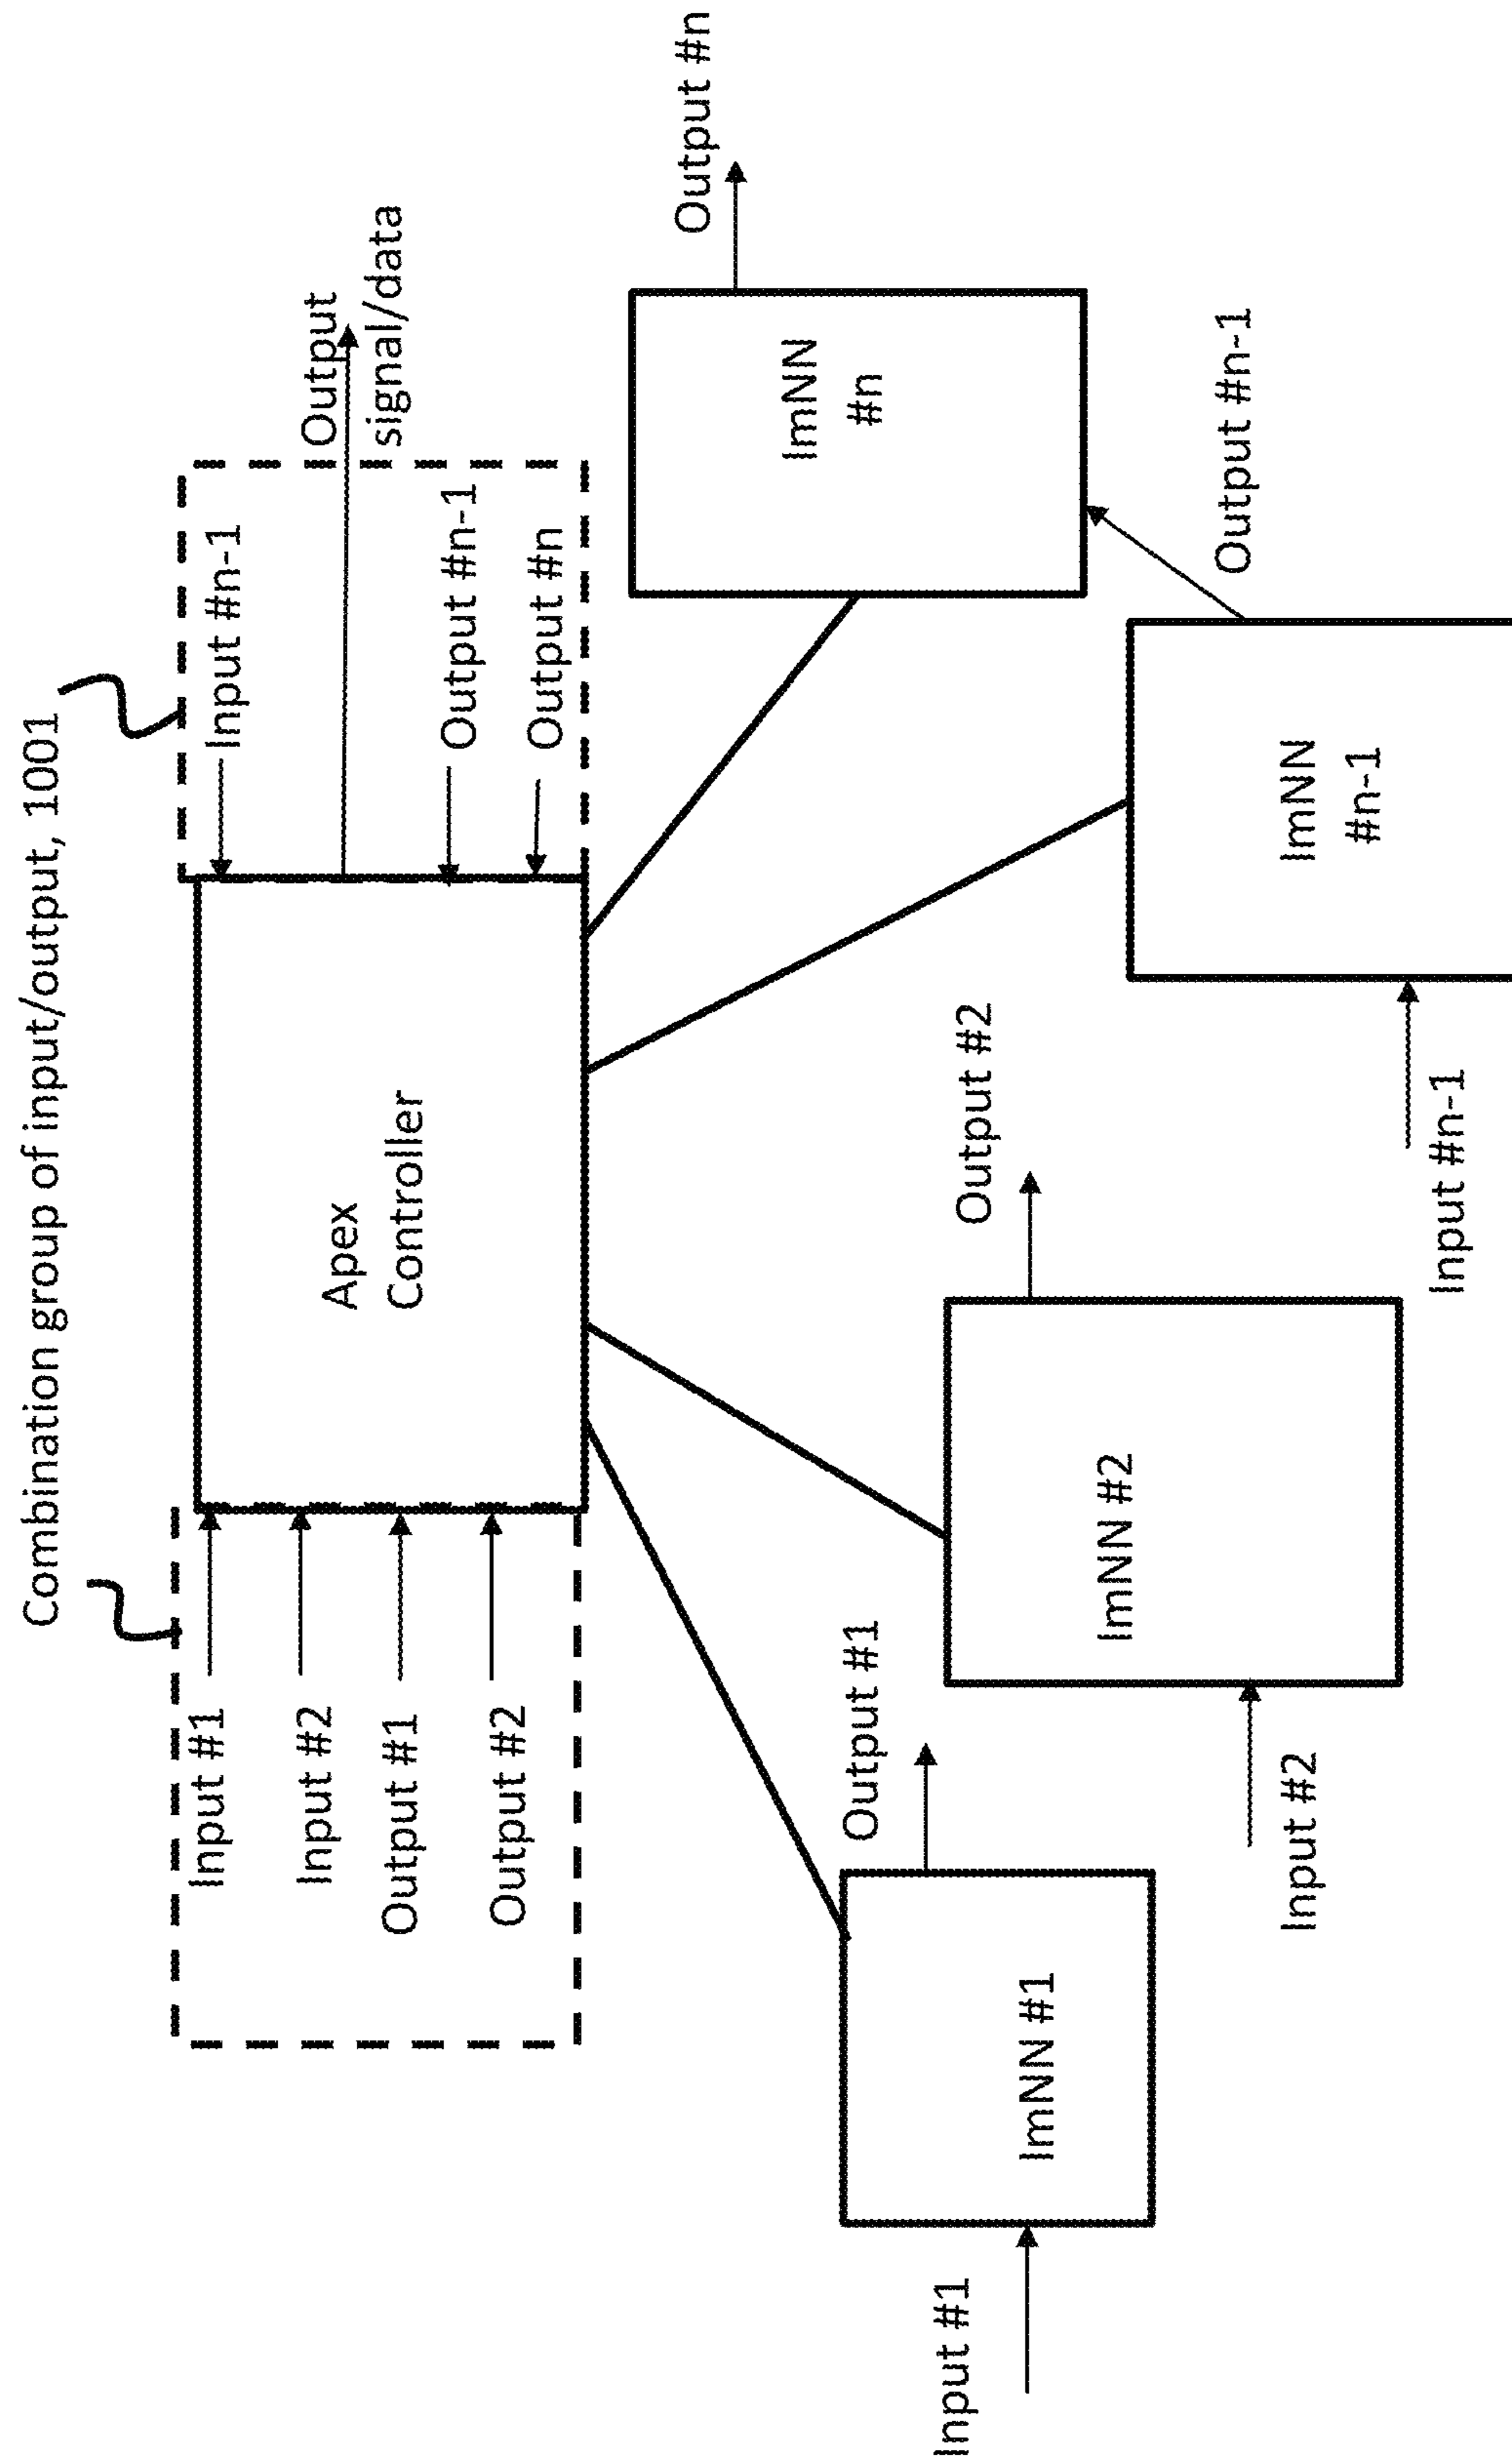 Combination group of input/output, 1001
Input #1
Input #2
Output #1
Output #2
Apex
Controller
Input #n-1
Output
signal/data
Output #n-1
Output #n
Input #1
ImNN #1
Output #1
Input #2
ImNN #2
Output #2
Input #n-1
ImNN
#n-1
Output #n-1
ImNN
#n
Output #n